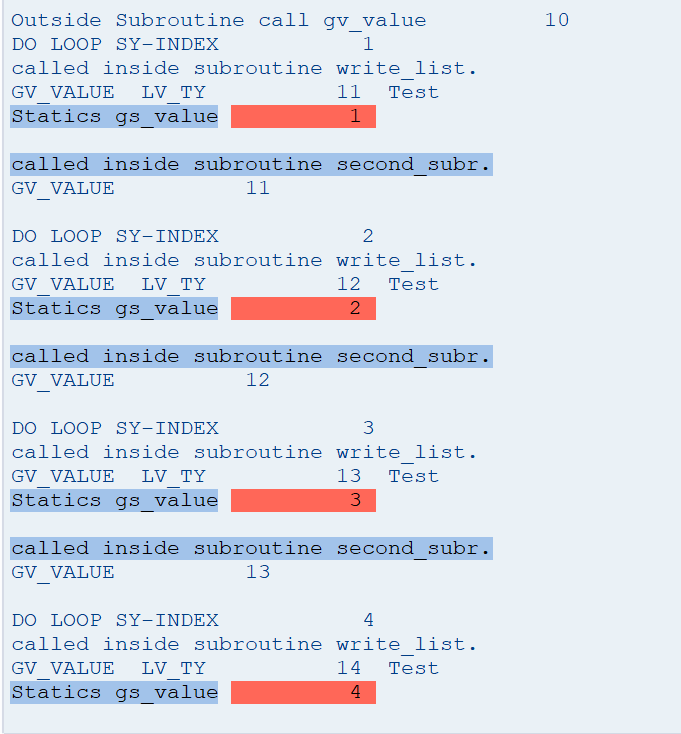 Outside Subroutine call gv_value 10
DO LOOP SY-INDEX 1
called inside subroutine write_list.
GV_VALUE LV_TY 11 Test
Statics gs_value 1
called inside subroutine second_subr.
GV_VALUE 11
DO LOOP SY-INDEX 2
called inside subroutine write_list.
GV_VALUE LV_TY 12 Test
Statics gs_value 2
called inside subroutine second_subr.
GV_VALUE 12
DO LOOP SY-INDEX 3
called inside subroutine write_list.
GV_VALUE LV_TY 13 Test
Statics gs_value 3
called inside subroutine second_subr.
GV_VALUE 13
DO LOOP SY-INDEX 4
called inside subroutine write_list.
GV_VALUE LV_TY 14 Test
Statics gs_value 4